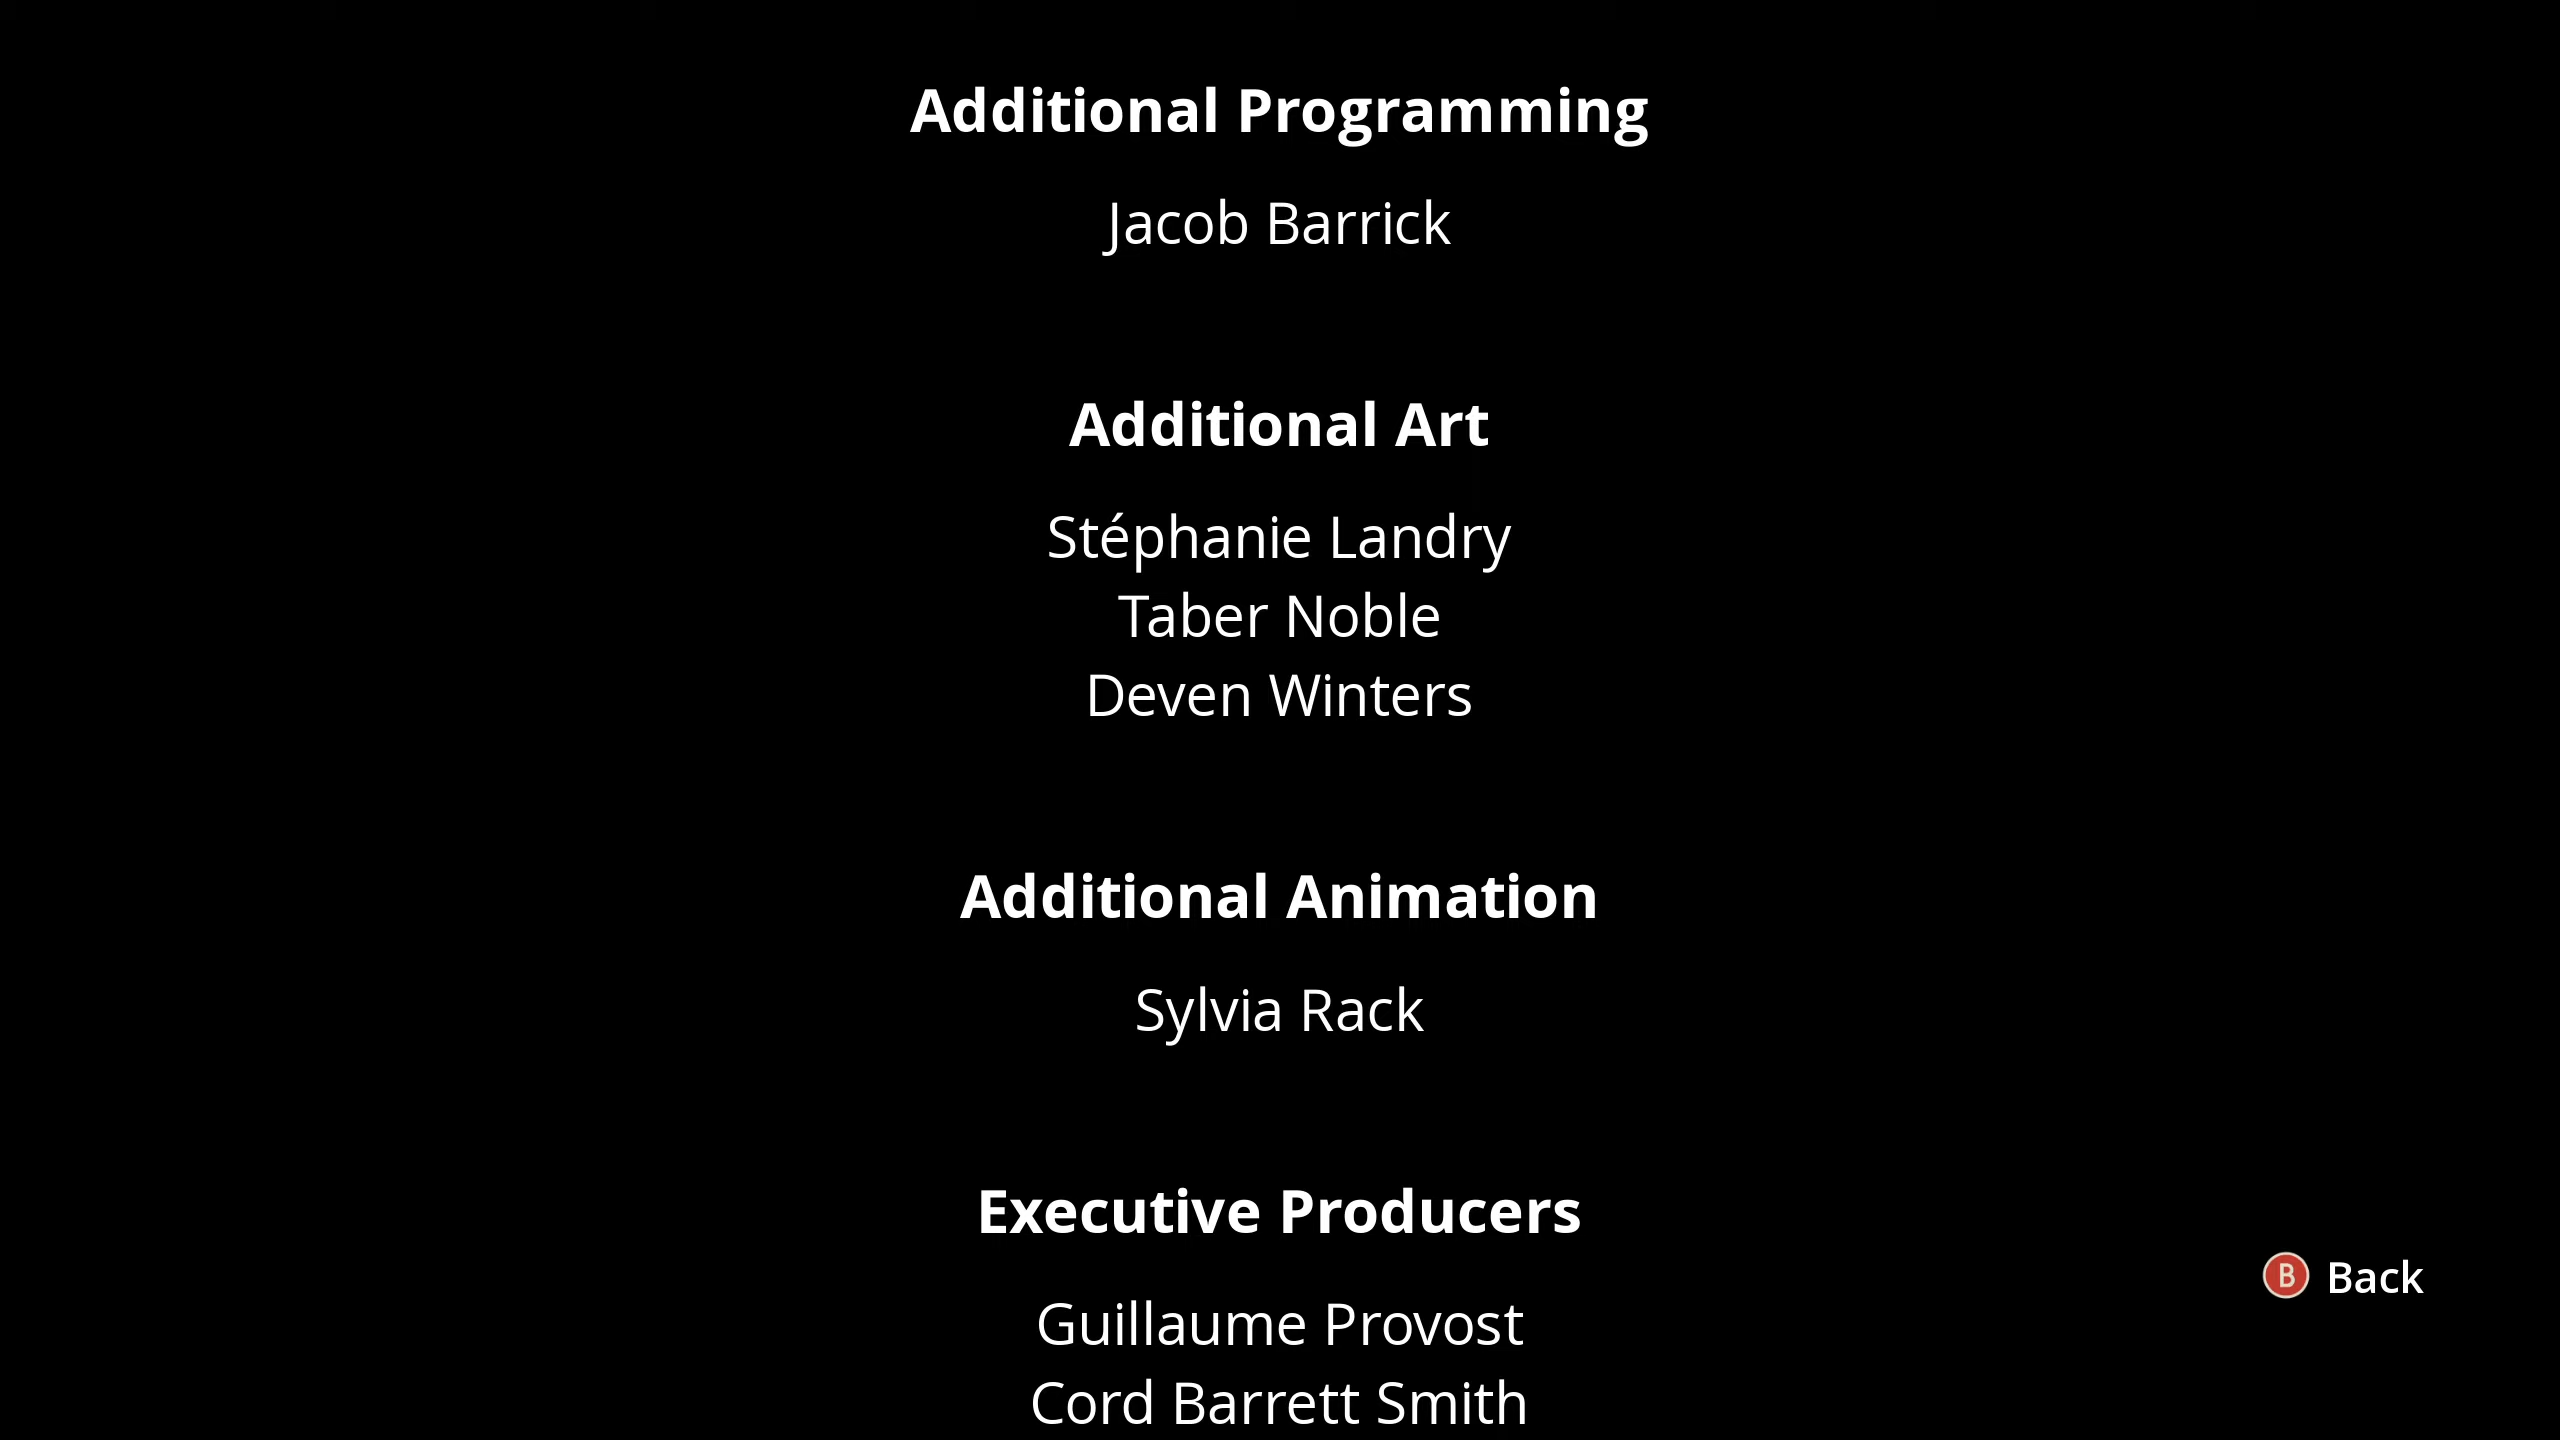 Additional Programming
Jacob Barrick
Additional Art
Stéphanie Landry
Taber Noble
Deven Winters
Additional Animation
Sylvia Rack
Executive Producers
B Back
Guillaume Provost
Cord Barrett Smith